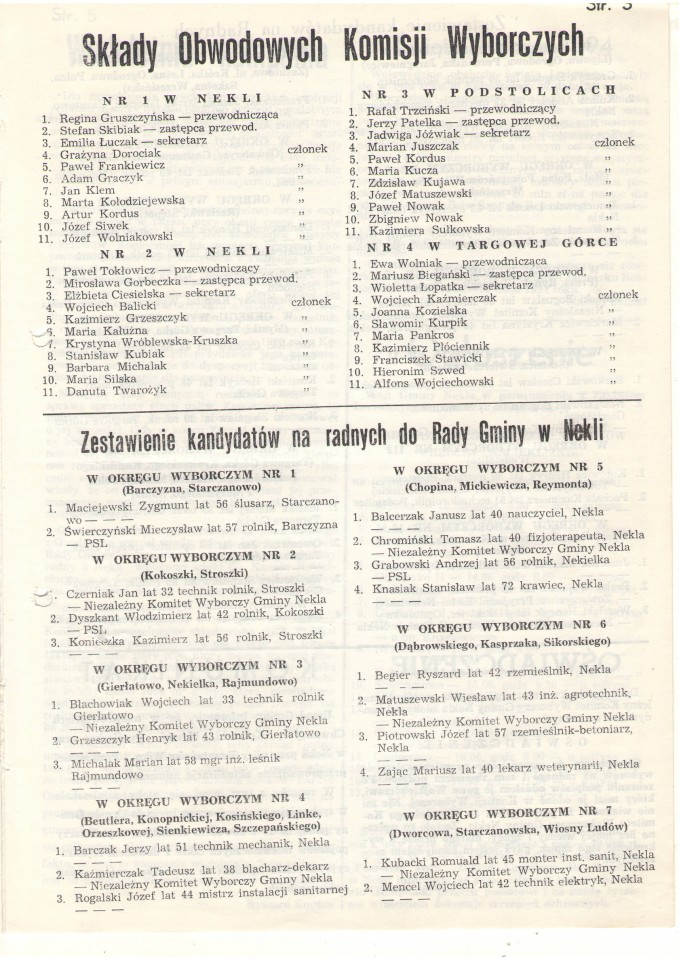 Str. 5
Składy Obwodowych Komisji Wyborczych
NR 1 W NEKLI
1. Regina Gruszczyńska — przewodnicząca
2. Stefan Skibiak — zastępca przewod.
3. Emilia Łuczak — sekretarz
4. Grażyna Dorociak członek
5. Paweł Frankiewicz „
6. Adam Graczyk „
7. Jan Klem „
8. Marta Kołodziejewska „
9. Artur Kordus „
10. Józef Siwek „
11. Józef Wolniakowski „
NR 2 W NEKLI
1. Paweł Tokłowicz — przewodniczący
2. Mirosława Gorbeczka — zastępca przewod.
3. Elżbieta Ciesielska — sekretarz
4. Wojciech Balicki członek
5. Kazimierz Grzeszczyk „
6. Maria Kałużna „
7. Krystyna Wróblewska-Kruszka „
8. Stanisław Kubiak „
9. Barbara Michalak „
10. Maria Silska „
11. Danuta Twarożyk „
NR 3 W PODSTOLICACH
1. Rafał Trzciński — przewodniczący
2. Jerzy Patelka — zastępca przewod.
3. Jadwiga Jóźwiak — sekretarz
4. Marian Juszczak członek
5. Paweł Kordus „
6. Maria Kucza „
7. Zdzisław Kujawa „
8. Józef Matuszewski „
9. Paweł Nowak „
10. Zbigniew Nowak „
11. Kazimiera Sułkowska „
NR 4 W TARGOWEJ GÓRCE
1. Ewa Wolniak — przewodnicząca
2. Mariusz Biegański — zastępca przewod.
3. Wioletta Łopatka — sekretarz
4. Wojciech Kaźmierczak członek
5. Joanna Kozielska „
6. Sławomir Kurpik „
7. Maria Pankros „
8. Kazimierz Płóciennik „
9. Franciszek Stawicki „
10. Hieronim Szwed „
11. Alfons Wojciechowski „
Zestawienie kandydatów na radnych do Rady Gminy w Nekli
W OKRĘGU WYBORCZYM NR 1
(Barczyzna, Starczanowo)
1. Maciejewski Zygmunt lat 56 ślusarz, Starczano-
wo — — —
2. Świerczyński Mieczysław lat 57 rolnik, Barczyzna
— PSL
W OKRĘGU WYBORCZYM NR 2
(Kokoszki, Stroszki)
. Czerniak Jan lat 32 technik rolnik, Stroszki
— Niezależny Komitet Wyborczy Gminy Nekla
2. Dyszkant Włodzimierz lat 42 rolnik, Kokoszki
— PSL
3. Konieczka Kazimierz lat 56 rolnik, Stroszki
— — —
W OKRĘGU WYBORCZYM NR 3
(Gierłatowo, Nekielka, Rajmundowo)
1. Błachowiak Wojciech lat 33 technik rolnik
Gierłatowo
— Niezależny Komitet Wyborczy Gminy Nekla
2. Grzeszczyk Henryk lat 43 rolnik, Gierłatowo
— — —
3. Michalak Marian lat 58 mgr inż. leśnik
Rajmundowo
— — —
W OKRĘGU WYBORCZYM NR 4
(Beutlera, Konopnickiej, Kosińskiego, Linke,
Orzeszkowej, Sienkiewicza, Szczepańskiego)
1. Barczak Jerzy lat 51 technik mechanik, Nekla
— — —
2. Kaźmierczak Tadeusz lat 38 blacharz-dekarz
— Niezależny Komitet Wyborczy Gminy Nekla
3. Rogalski Józef lat 44 mistrz instalacji sanitarnej
— — —
W OKRĘGU WYBORCZYM NR 5
(Chopina, Mickiewicza, Reymonta)
1. Balcerzak Janusz lat 40 nauczyciel, Nekla
— — —
2. Chromiński Tomasz lat 40 fizjoterapeuta, Nekla
— Niezależny Komitet Wyborczy Gminy Nekla
3. Grabowski Andrzej lat 56 rolnik, Nekielka
— PSL
4. Knasiak Stanisław lat 72 krawiec, Nekla
— — —
W OKRĘGU WYBORCZYM NR 6
(Dąbrowskiego, Kasprzaka, Sikorskiego)
1. Begier Ryszard lat 42 rzemieślnik, Nekla
— — —
2. Matuszewski Wiesław lat 43 inż. agrotechnik,
Nekla
— Niezależny Komitet Wyborczy Gminy Nekla
3. Piotrowski Józef lat 57 rzemieślnik-betoniarz,
Nekla
— — —
4. Zając Mariusz lat 40 lekarz weterynarii, Nekla
— — —
W OKRĘGU WYBORCZYM NR 7
(Dworcowa, Starczanowska, Wiosny Ludów)
1. Kubacki Romuald lat 45 monter inst. sanit, Nekla
— Niezależny Komitet Wyborczy Gminy Nekla
2. Mencel Wojciech lat 42 technik elektryk, Nekla
— — —